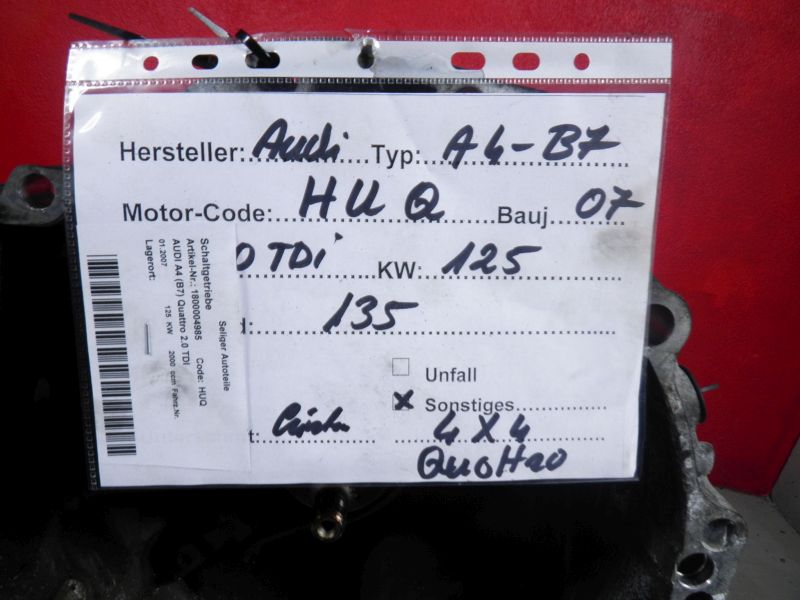 Hersteller: Audi Typ: A4-B7
Motor-Code: HUQ Bauj. 07
0 TDI KW: 125
: 135
Unfall
X Sonstiges
4x4
Quattro
Seliger Autoteile
Schaltgetriebe
Artikel-Nr.: 1800004985 Code: HUQ
AUDI A4 (B7) Quattro 2.0 TDI
01.2007 125 KW 2000 ccm Fahrz.Nr.
Lagerort: